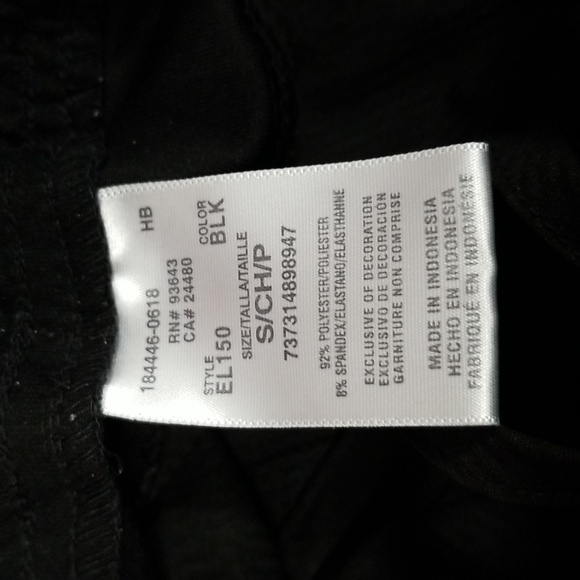 184446-0618 HB
RN# 93643
CA# 24480
STYLE COLOR
EL150 BLK
SIZE/TALLA/TAILLE
S/CH/P
737314898947
92% POLYESTER/POLIESTER
8% SPANDEX/ELASTANO/ELASTHANNE
EXCLUSIVE OF DECORATION
EXCLUSIVO DE DECORACIÓN
GARNITURE NON COMPRISE
MADE IN INDONESIA
HECHO EN INDONESIA
FABRIQUÉ EN INDONÉSIE